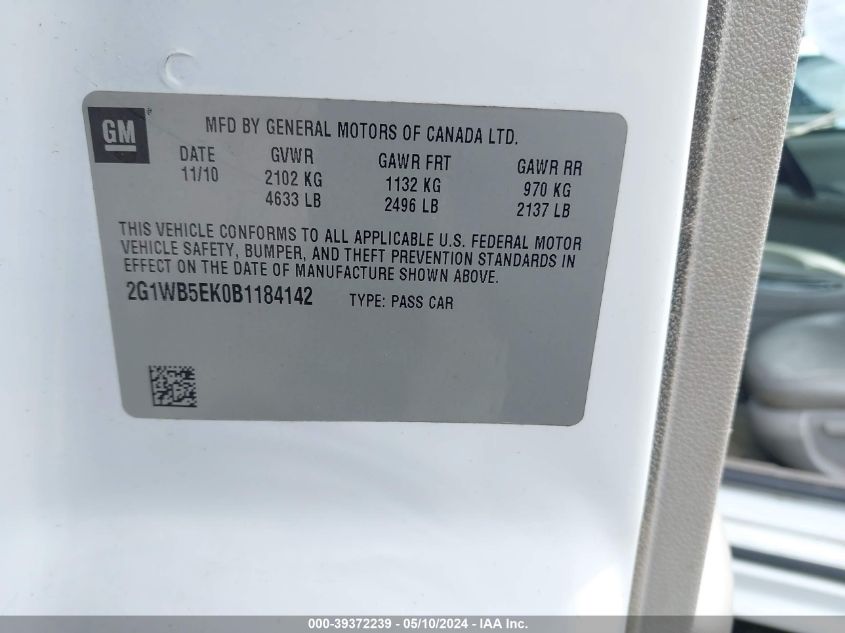 GM
MFD BY GENERAL MOTORS OF CANADA LTD.
DATE GVWR GAWR FRT GAWR RR
11/10 2102 KG 1132 KG 970 KG
4633 LB 2496 LB 2137 LB
THIS VEHICLE CONFORMS TO ALL APPLICABLE U.S. FEDERAL MOTOR
VEHICLE SAFETY, BUMPER, AND THEFT PREVENTION STANDARDS IN
EFFECT ON THE DATE OF MANUFACTURE SHOWN ABOVE.
2G1WB5EK0B1184142 TYPE: PASS CAR
000-39372239 - 05/10/2024 - IAA Inc.